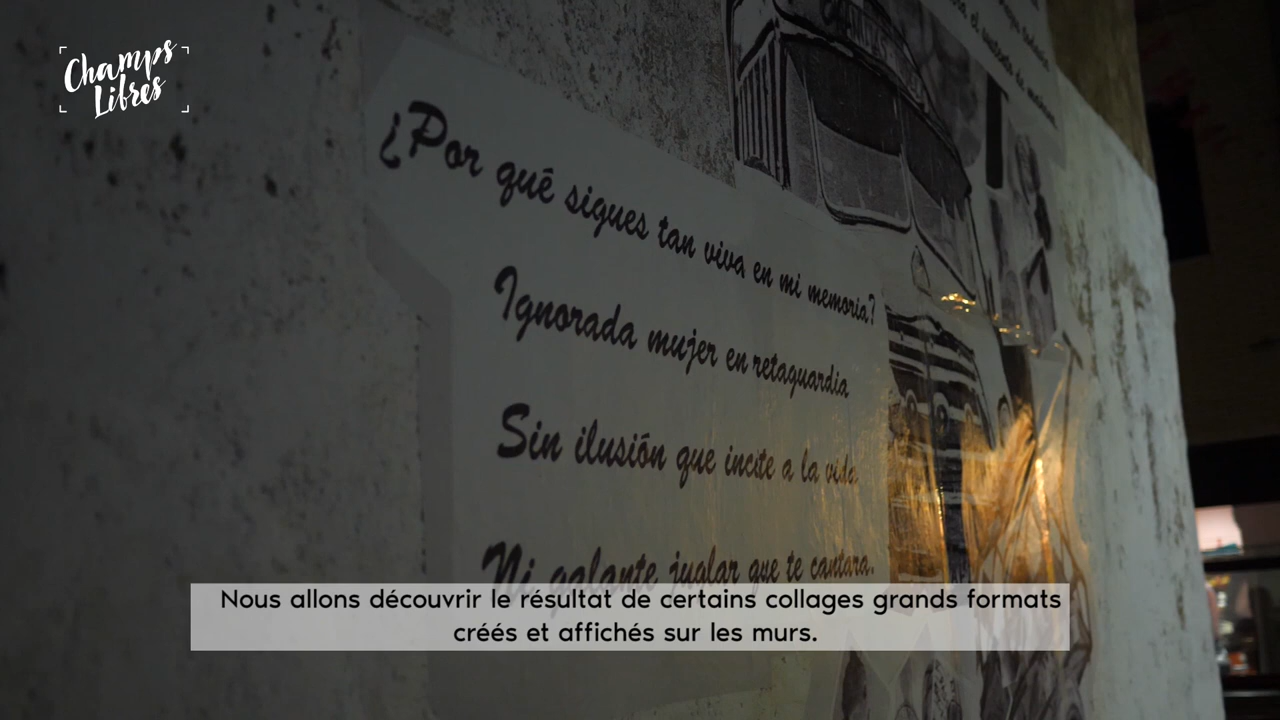 Champs
Libres
¿Por qué sigues tan viva en mi memoria?
Ignorada mujer en retaguardia
Sin ilusión que incite a la vida
Ni galante juglar que te cantara.
Nous allons découvrir le résultat de certains collages grands formats
créés et affichés sur les murs.